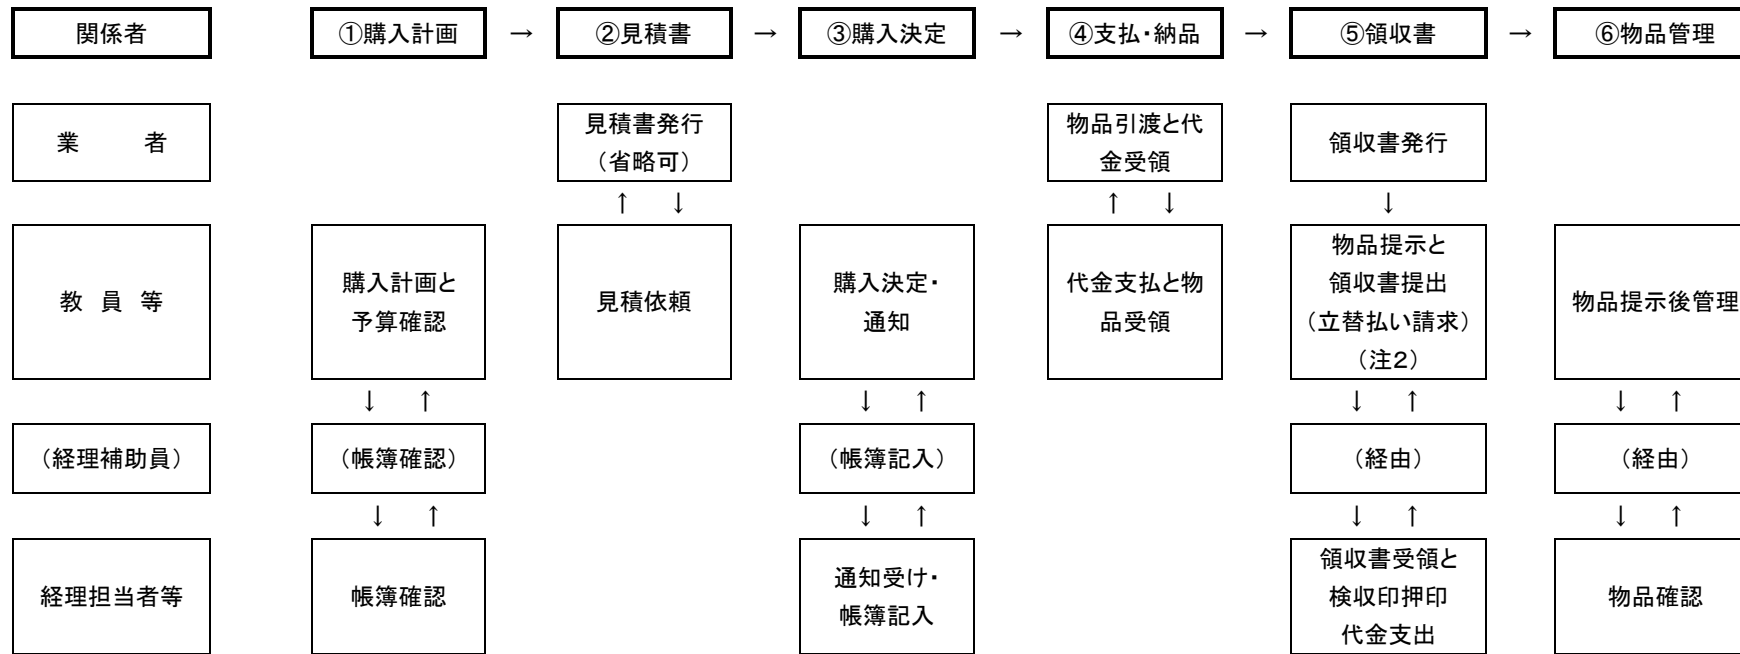 関係者 ①購入計画 → ②見積書 → ③購入決定 → ④支払・納品 → ⑤領収書 → ⑥物品管理
業　　者
見積書発行
（省略可）
物品引渡と代
金受領
領収書発行
↑ ↓ ↑ ↓ ↓
教 員 等
購入計画と
予算確認
見積依頼
購入決定・
通知
代金支払と物
品受領
物品提示と
領収書提出
（立替払い請求）
（注２）
物品提示後管理
↓ ↑ ↓ ↑ ↓ ↑ ↓ ↑
（経理補助員） （帳簿確認） （帳簿記入） （経由） （経由）
↓ ↑ ↓ ↑ ↓ ↑ ↓ ↑
経理担当者等
帳簿確認
通知受け・
帳簿記入
領収書受領と
検収印押印
代金支出
物品確認